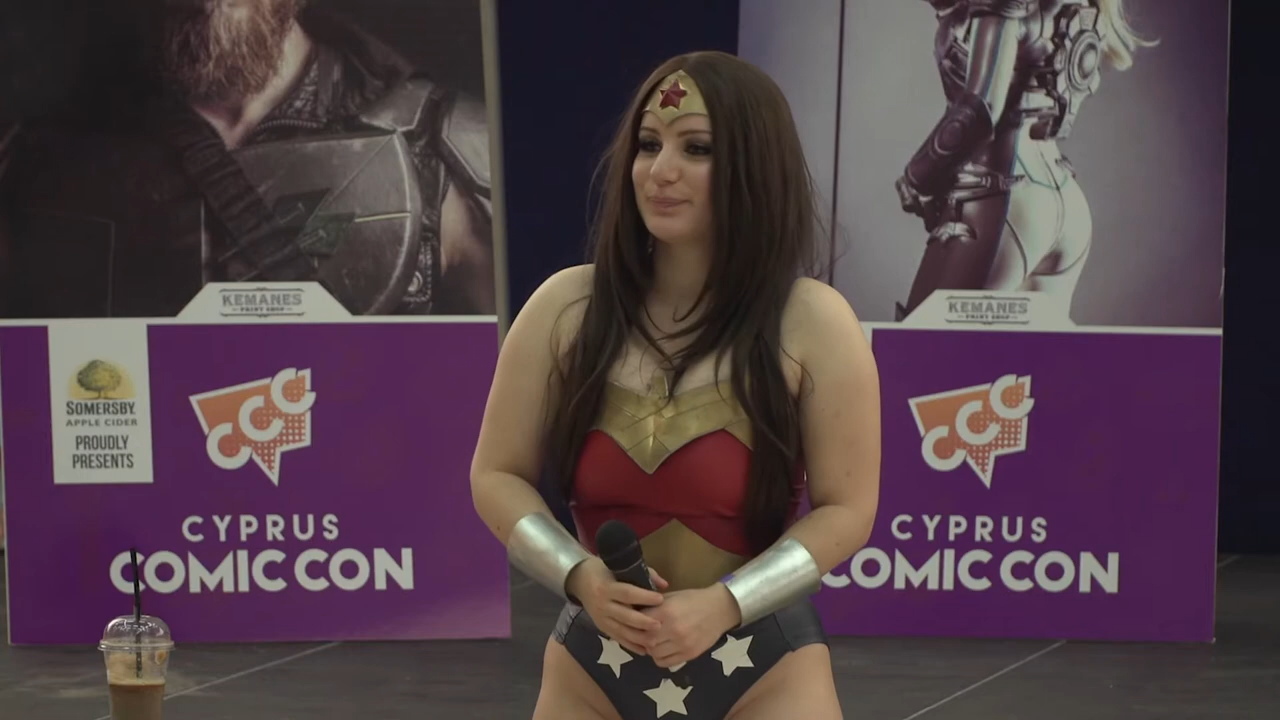 KEMANES
PRINT SHOP
SOMERSBY
APPLE CIDER
PROUDLY
PRESENTS
CCC
CYPRUS
COMIC CON
KEMANES
PRINT SHOP
CCC
CYPRUS
COMIC CON